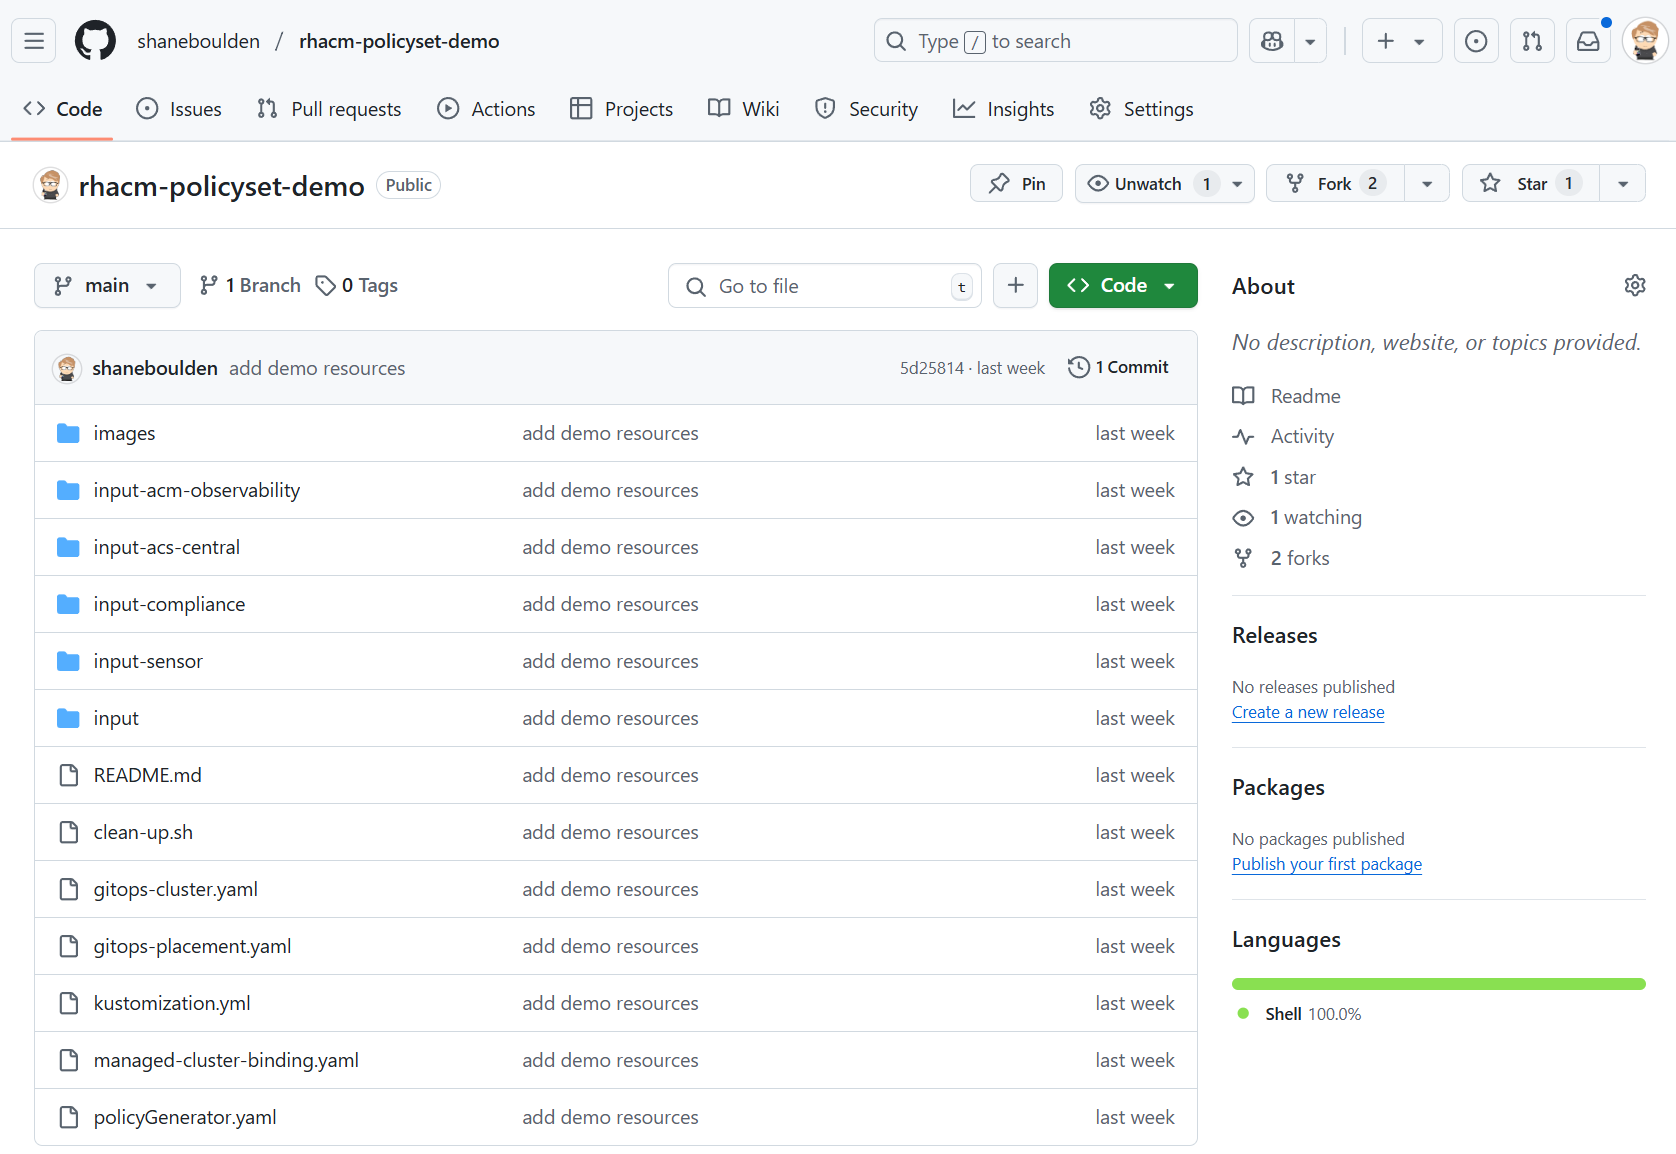 shaneboulden / rhacm-policyset-demo
Type / to search
Code Issues Pull requests Actions Projects Wiki Security Insights Settings
rhacm-policyset-demo Public
Pin Unwatch 1 Fork 2 Star 1
main 1 Branch 0 Tags
Go to file t
Code
shaneboulden add demo resources 5d25814 · last week 1 Commit
images add demo resources last week
input-acm-observability add demo resources last week
input-acs-central add demo resources last week
input-compliance add demo resources last week
input-sensor add demo resources last week
input add demo resources last week
README.md add demo resources last week
clean-up.sh add demo resources last week
gitops-cluster.yaml add demo resources last week
gitops-placement.yaml add demo resources last week
kustomization.yml add demo resources last week
managed-cluster-binding.yaml add demo resources last week
policyGenerator.yaml add demo resources last week
About
No description, website, or topics provided.
Readme
Activity
1 star
1 watching
2 forks
Releases
No releases published
Create a new release
Packages
No packages published
Publish your first package
Languages
Shell 100.0%